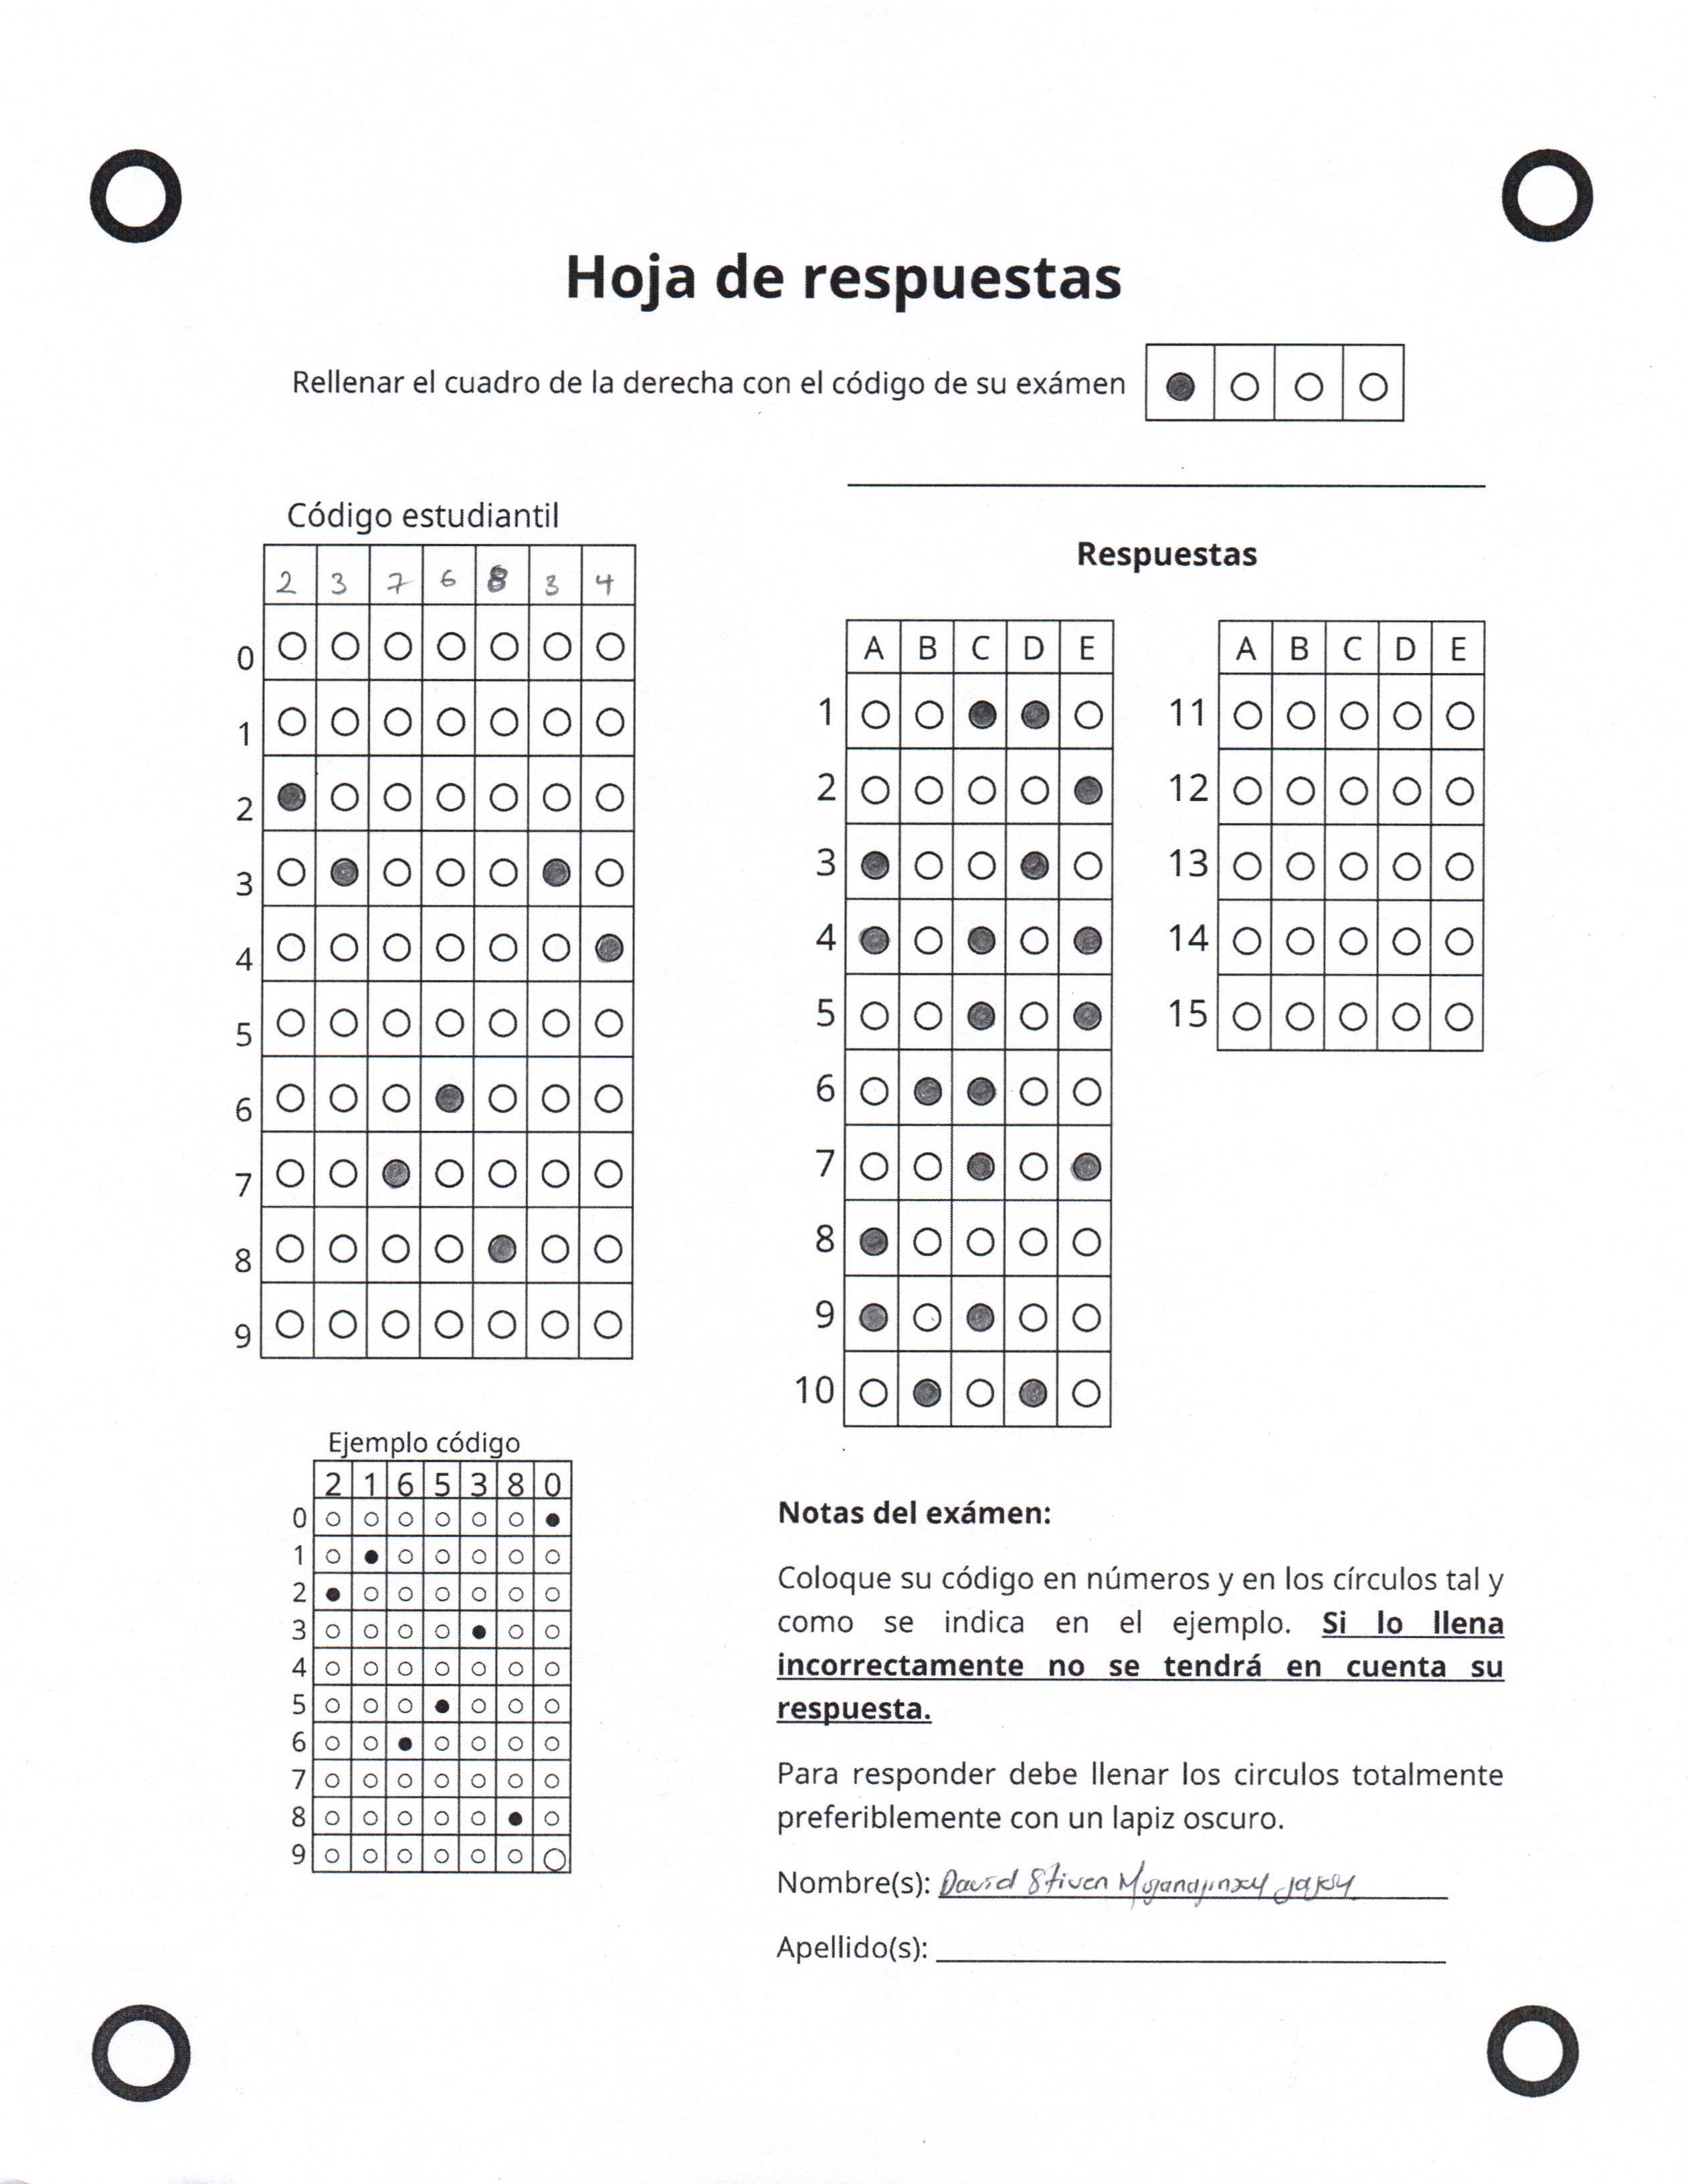 Hoja de respuestas
Rellenar el cuadro de la derecha con el código de su exámen
Código estudiantil
2 3 7 6 8 3 4
0
1
2
3
4
5
6
7
8
9
Respuestas
A B C D E
1
2
3
4
5
6
7
8
9
10
A B C D E
11
12
13
14
15
Ejemplo código
2 1 6 5 3 8 0
0
1
2
3
4
5
6
7
8
9
Notas del exámen:
Coloque su código en números y en los círculos tal y
como se indica en el ejemplo. Si lo llena
incorrectamente no se tendrá en cuenta su
respuesta.
Para responder debe llenar los circulos totalmente
preferiblemente con un lapiz oscuro.
Nombre(s): David Stiven
Apellido(s):